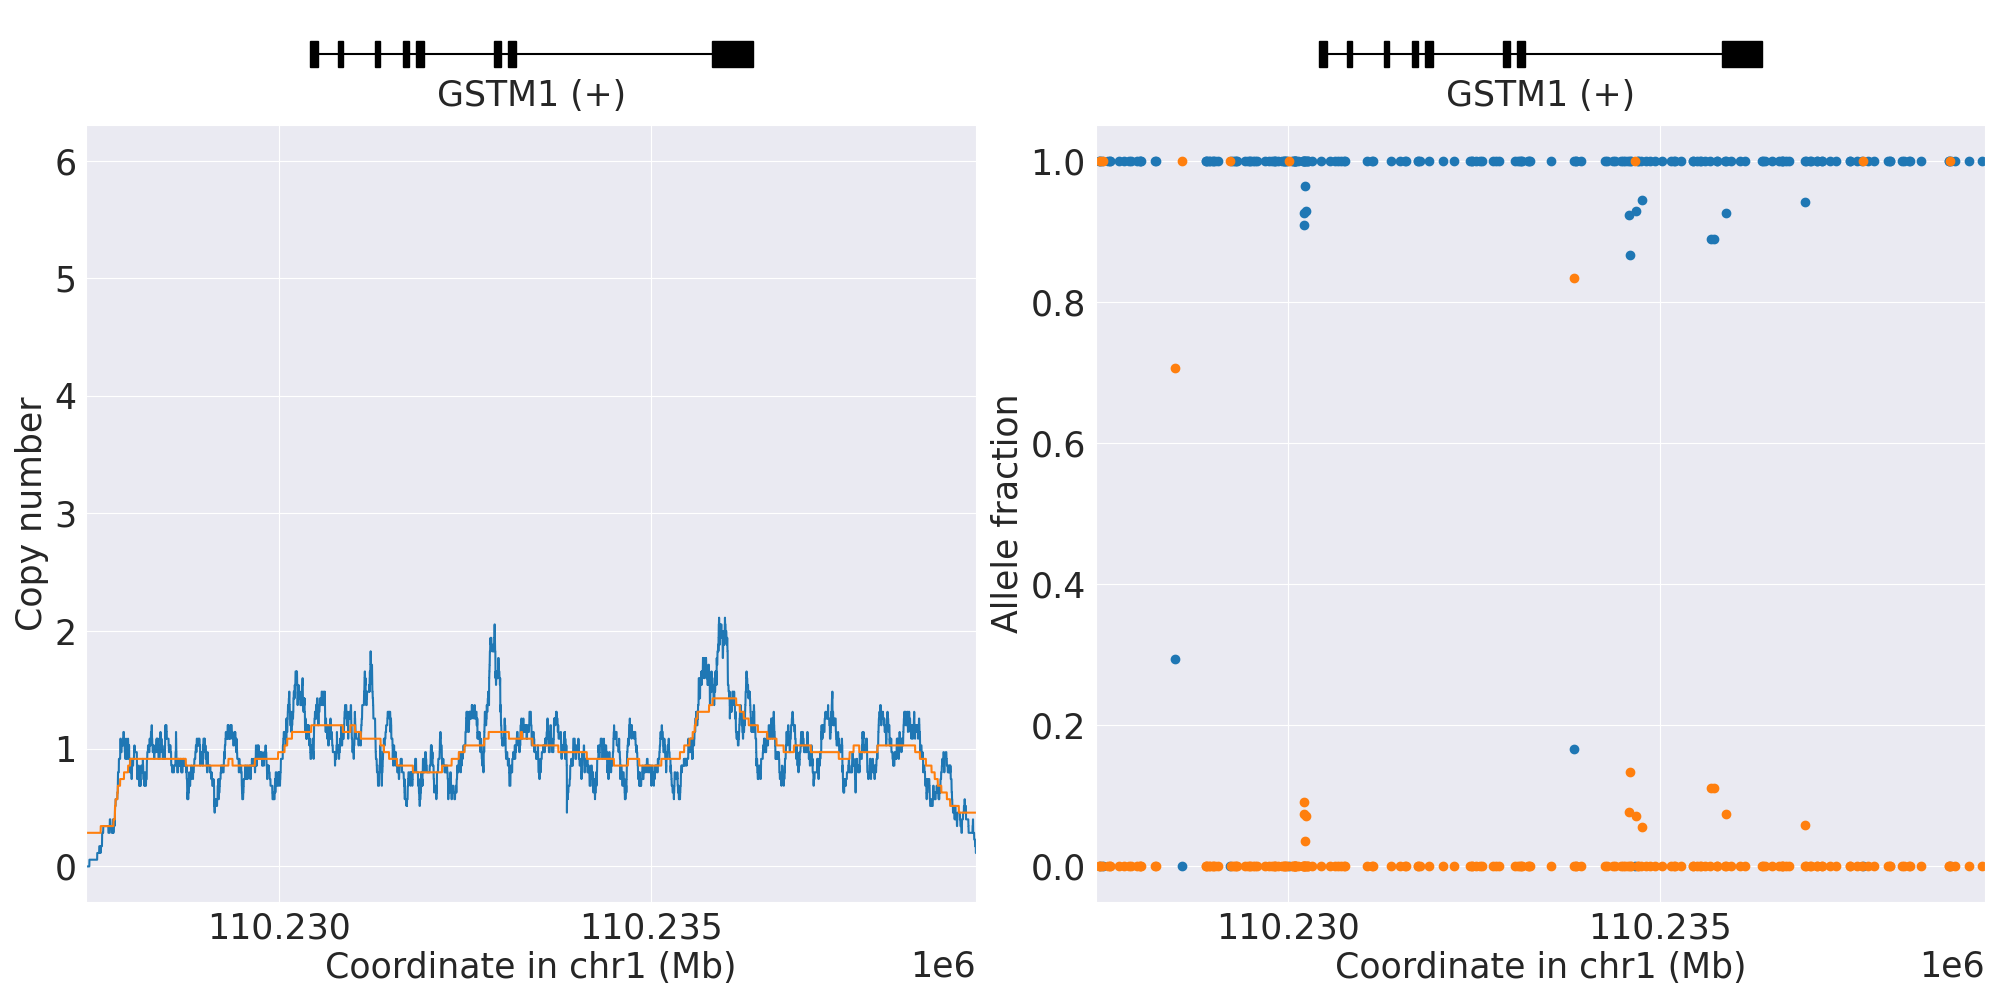 GSTM1 (+)
6
5
4
3
2
1
0
Copy number
110.230
110.235
Coordinate in chr1 (Mb)
1e6
GSTM1 (+)
1.0
0.8
0.6
0.4
0.2
0.0
Allele fraction
110.230
110.235
Coordinate in chr1 (Mb)
1e6